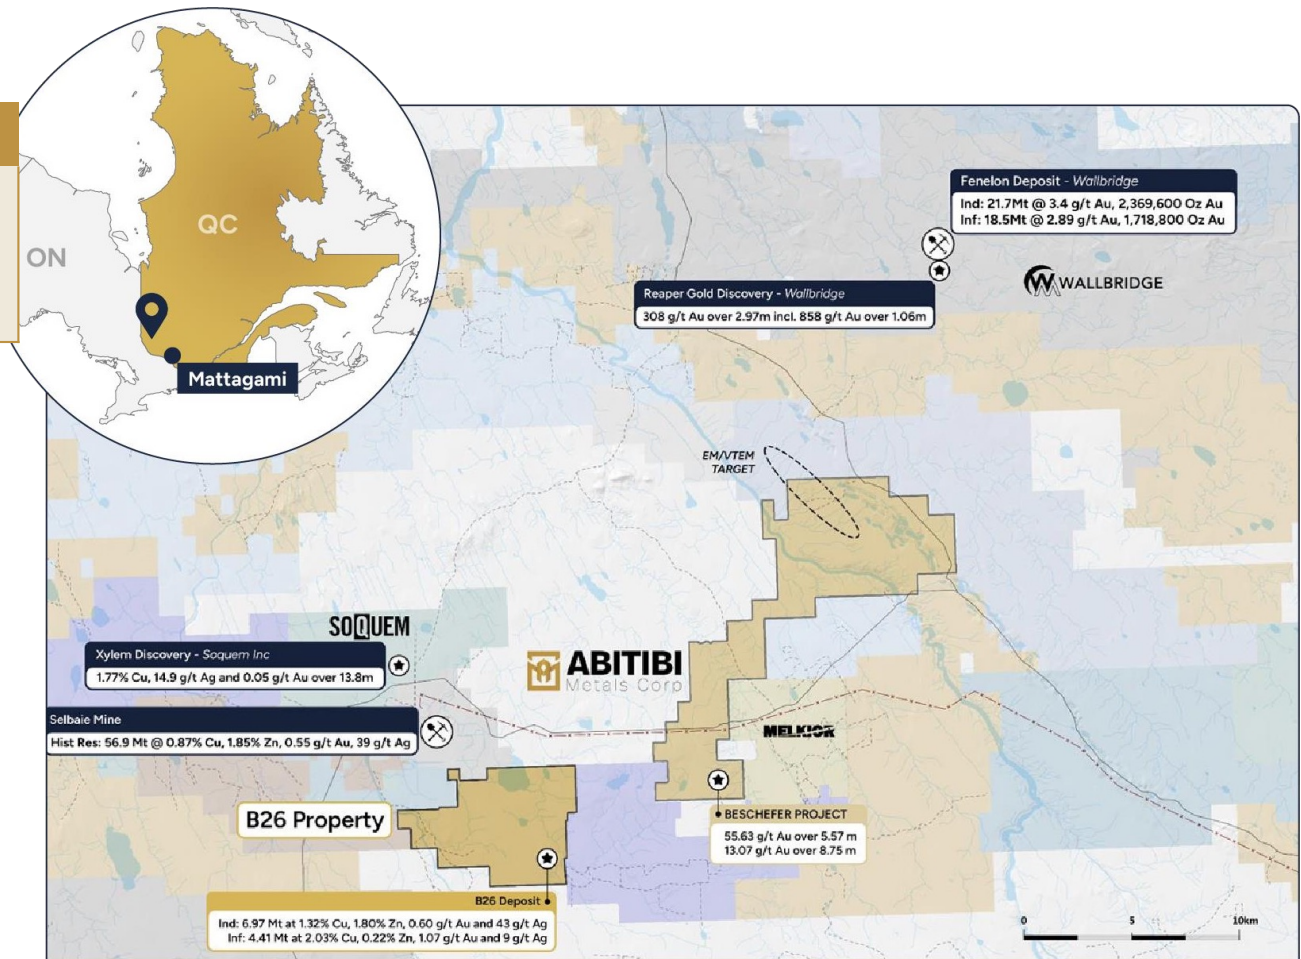 QC
ON
Mattagami
Fenelon Deposit - Wallbridge
Ind: 21.7Mt @ 3.4 g/t Au, 2,369,600 Oz Au
Inf: 18.5Mt @ 2.89 g/t Au, 1,718,800 Oz Au
WALLBRIDGE
Reaper Gold Discovery - Wallbridge
308 g/t Au over 2.97m incl. 858 g/t Au over 1.06m
EM/VTEM
TARGET
SOQUEM
Xylem Discovery - Soquem Inc
1.77% Cu, 14.9 g/t Ag and 0.05 g/t Au over 13.8m
ABITIBI
Metals Corp
Selbaie Mine
Hist Res: 56.9 Mt @ 0.87% Cu, 1.85% Zn, 0.55 g/t Au, 39 g/t Ag
MELKIOR
B26 Property
BESCHEFER PROJECT
55.63 g/t Au over 5.57 m
13.07 g/t Au over 8.75 m
B26 Deposit
Ind: 6.97 Mt at 1.32% Cu, 1.80% Zn, 0.60 g/t Au and 43 g/t Ag
Inf: 4.41 Mt at 2.03% Cu, 0.22% Zn, 1.07 g/t Au and 9 g/t Ag
0 5 10km